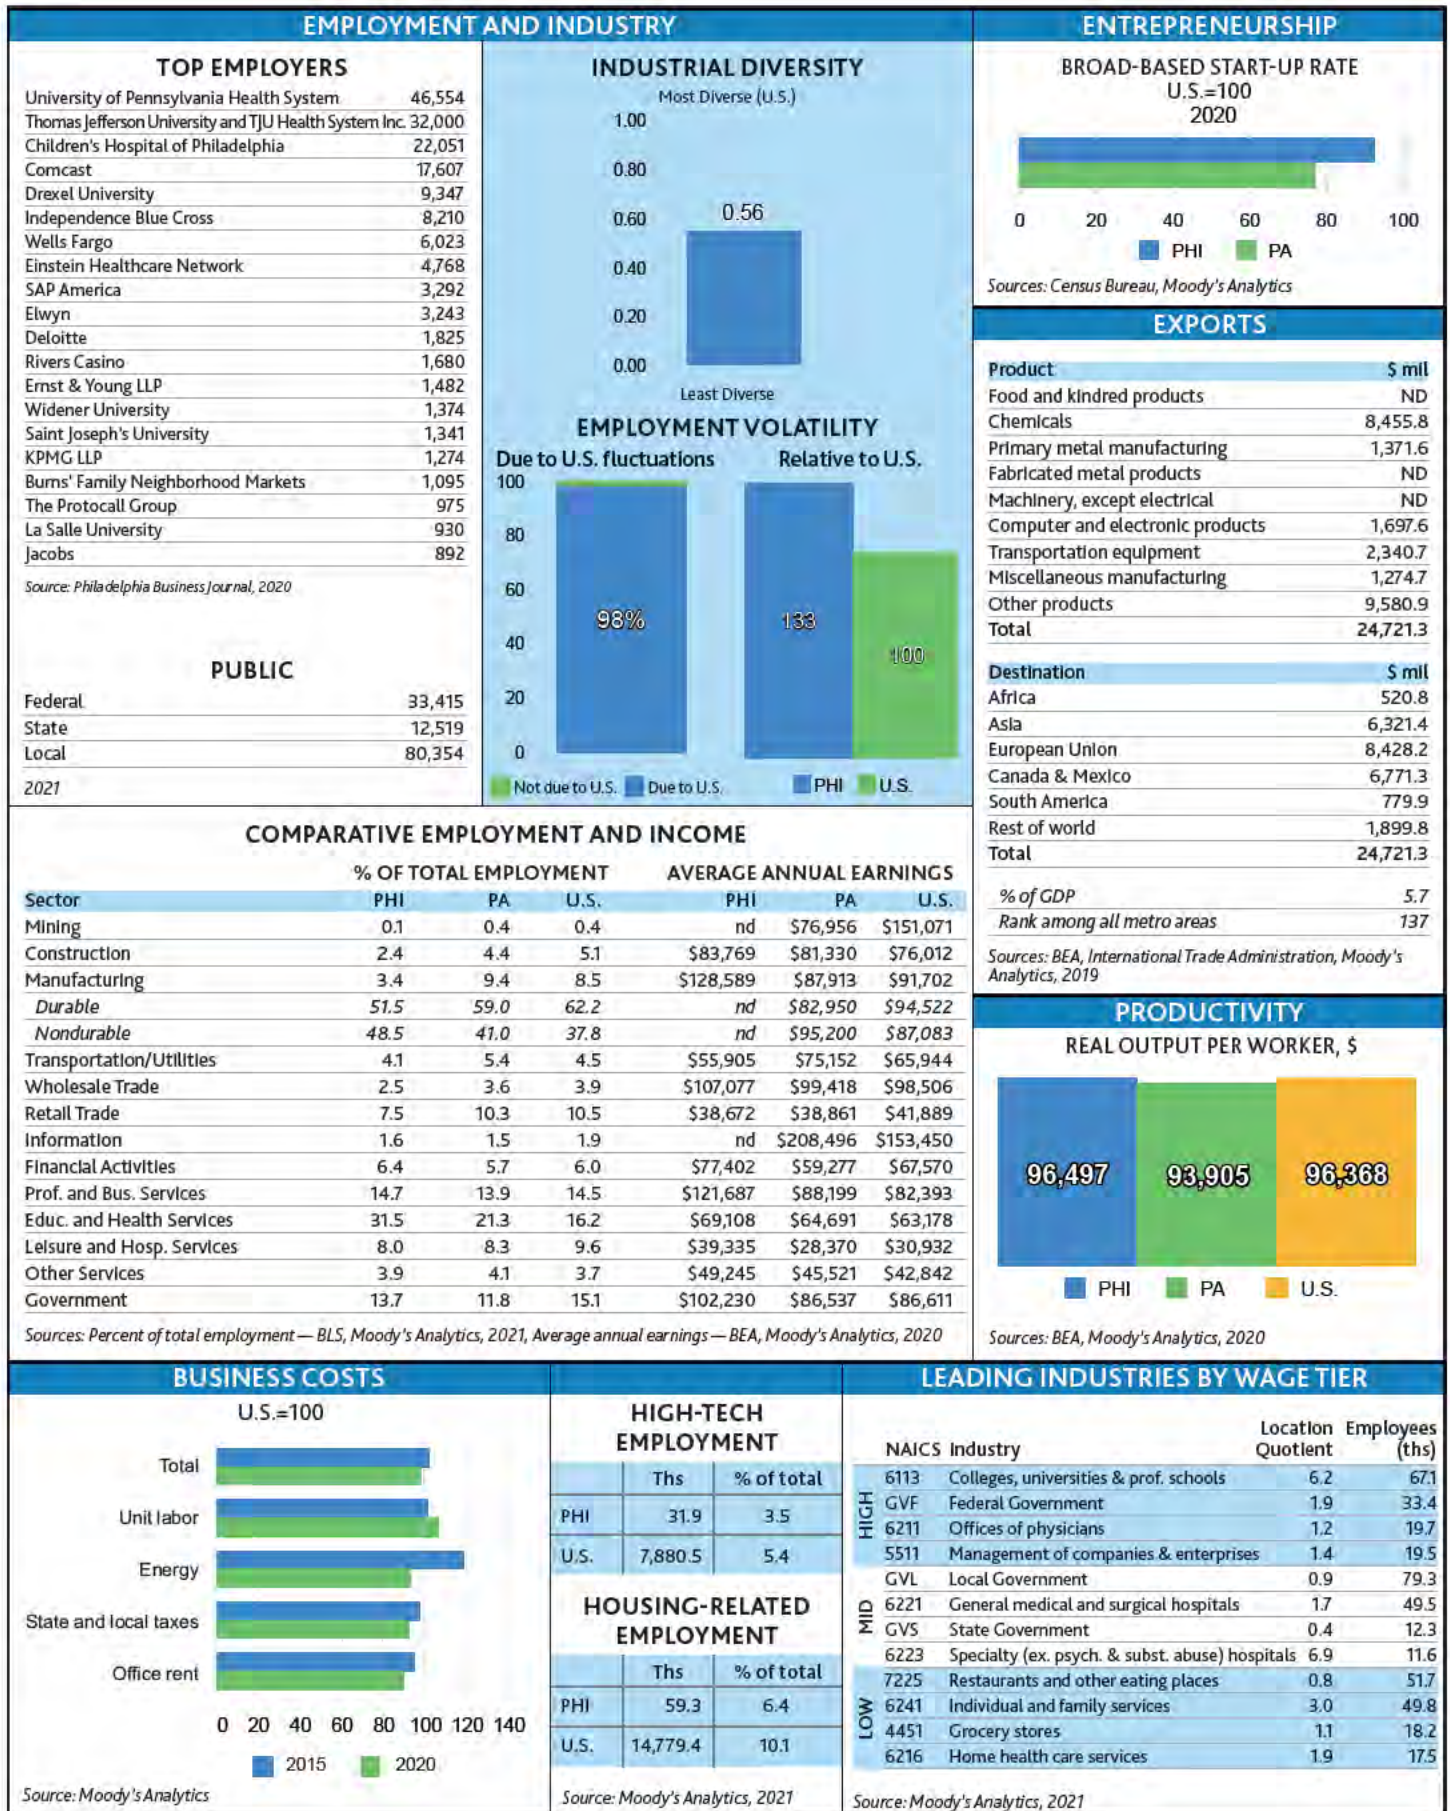 EMPLOYMENT AND INDUSTRY
TOP EMPLOYERS
University of Pennsylvania Health System 46,554
Thomas Jefferson University and TJU Health System Inc. 32,000
Children's Hospital of Philadelphia 22,051
Comcast 17,607
Drexel University 9,347
Independence Blue Cross 8,210
Wells Fargo 6,023
Einstein Healthcare Network 4,768
SAP America 3,292
Elwyn 3,243
Deloitte 1,825
Rivers Casino 1,680
Ernst & Young LLP 1,482
Widener University 1,374
Saint Joseph's University 1,341
KPMG LLP 1,274
Burns' Family Neighborhood Markets 1,095
The Protocall Group 975
La Salle University 930
Jacobs 892
Source: Philadelphia Business Journal, 2020
PUBLIC
Federal 33,415
State 12,519
Local 80,354
2021
INDUSTRIAL DIVERSITY
Most Diverse (U.S.)
1.00
0.80
0.60
0.56
0.40
0.20
0.00
Least Diverse
EMPLOYMENT VOLATILITY
Due to U.S. fluctuations Relative to U.S.
100
80
60
98% 133
40
100
20
0
Not due to U.S. Due to U.S. PHI U.S.
ENTREPRENEURSHIP
BROAD-BASED START-UP RATE
U.S.=100
2020
0 20 40 60 80 100
PHI PA
Sources: Census Bureau, Moody's Analytics
EXPORTS
Product $ mil
Food and kindred products ND
Chemicals 8,455.8
Primary metal manufacturing 1,371.6
Fabricated metal products ND
Machinery, except electrical ND
Computer and electronic products 1,697.6
Transportation equipment 2,340.7
Miscellaneous manufacturing 1,274.7
Other products 9,580.9
Total 24,721.3
Destination $ mil
Africa 520.8
Asia 6,321.4
European Union 8,428.2
Canada & Mexico 6,771.3
South America 779.9
Rest of world 1,899.8
Total 24,721.3
% of GDP 5.7
Rank among all metro areas 137
Sources: BEA, International Trade Administration, Moody's
Analytics, 2019
COMPARATIVE EMPLOYMENT AND INCOME
% OF TOTAL EMPLOYMENT AVERAGE ANNUAL EARNINGS
Sector PHI PA U.S. PHI PA U.S.
Mining 0.1 0.4 0.4 nd $76,956 $151,071
Construction 2.4 4.4 5.1 $83,769 $81,330 $76,012
Manufacturing 3.4 9.4 8.5 $128,589 $87,913 $91,702
Durable 51.5 59.0 62.2 nd $82,950 $94,522
Nondurable 48.5 41.0 37.8 nd $95,200 $87,083
Transportation/Utilities 4.1 5.4 4.5 $55,905 $75,152 $65,944
Wholesale Trade 2.5 3.6 3.9 $107,077 $99,418 $98,506
Retail Trade 7.5 10.3 10.5 $38,672 $38,861 $41,889
Information 1.6 1.5 1.9 nd $208,496 $153,450
Financial Activities 6.4 5.7 6.0 $77,402 $59,277 $67,570
Prof. and Bus. Services 14.7 13.9 14.5 $121,687 $88,199 $82,393
Educ. and Health Services 31.5 21.3 16.2 $69,108 $64,691 $63,178
Leisure and Hosp. Services 8.0 8.3 9.6 $39,335 $28,370 $30,932
Other Services 3.9 4.1 3.7 $49,245 $45,521 $42,842
Government 13.7 11.8 15.1 $102,230 $86,537 $86,611
Sources: Percent of total employment — BLS, Moody's Analytics, 2021, Average annual earnings — BEA, Moody's Analytics, 2020
PRODUCTIVITY
REAL OUTPUT PER WORKER, $
96,497 93,905 96,368
PHI PA U.S.
Sources: BEA, Moody's Analytics, 2020
BUSINESS COSTS
U.S.=100
Total
Unit labor
Energy
State and local taxes
Office rent
0 20 40 60 80 100 120 140
2015 2020
Source: Moody's Analytics
HIGH-TECH
EMPLOYMENT
Ths % of total
PHI 31.9 3.5
U.S. 7,880.5 5.4
HOUSING-RELATED
EMPLOYMENT
Ths % of total
PHI 59.3 6.4
U.S. 14,779.4 10.1
Source: Moody's Analytics, 2021
LEADING INDUSTRIES BY WAGE TIER
Location Employees
NAICS Industry Quotient (ths)
HIGH
6113 Colleges, universities & prof. schools 6.2 67.1
GVF Federal Government 1.9 33.4
6211 Offices of physicians 1.2 19.7
5511 Management of companies & enterprises 1.4 19.5
MID
GVL Local Government 0.9 79.3
6221 General medical and surgical hospitals 1.7 49.5
GVS State Government 0.4 12.3
6223 Specialty (ex. psych. & subst. abuse) hospitals 6.9 11.6
LOW
7225 Restaurants and other eating places 0.8 51.7
6241 Individual and family services 3.0 49.8
4451 Grocery stores 1.1 18.2
6216 Home health care services 1.9 17.5
Source: Moody's Analytics, 2021